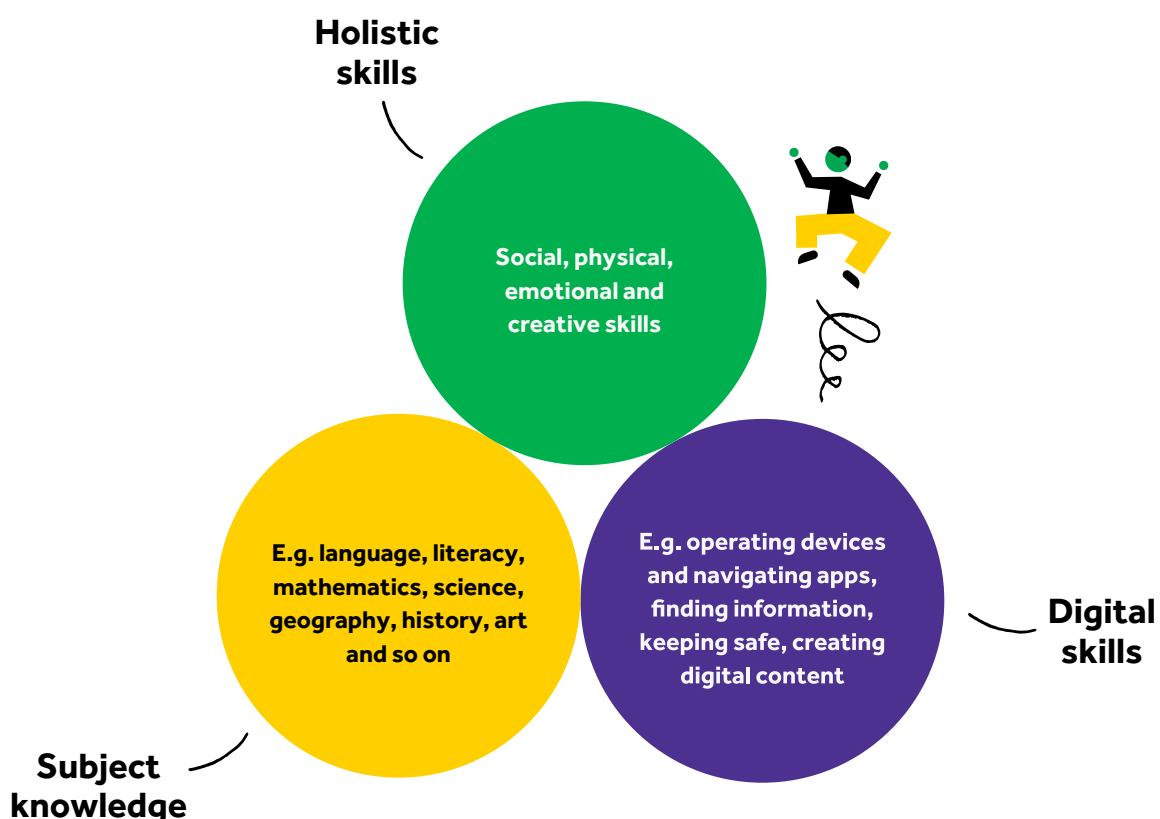 Holistic
skills
Social, physical,
emotional and
creative skills
E.g. language, literacy,
mathematics, science,
geography, history, art
and so on
E.g. operating devices
and navigating apps,
finding information,
keeping safe, creating
digital content
Digital
skills
Subject
knowledge